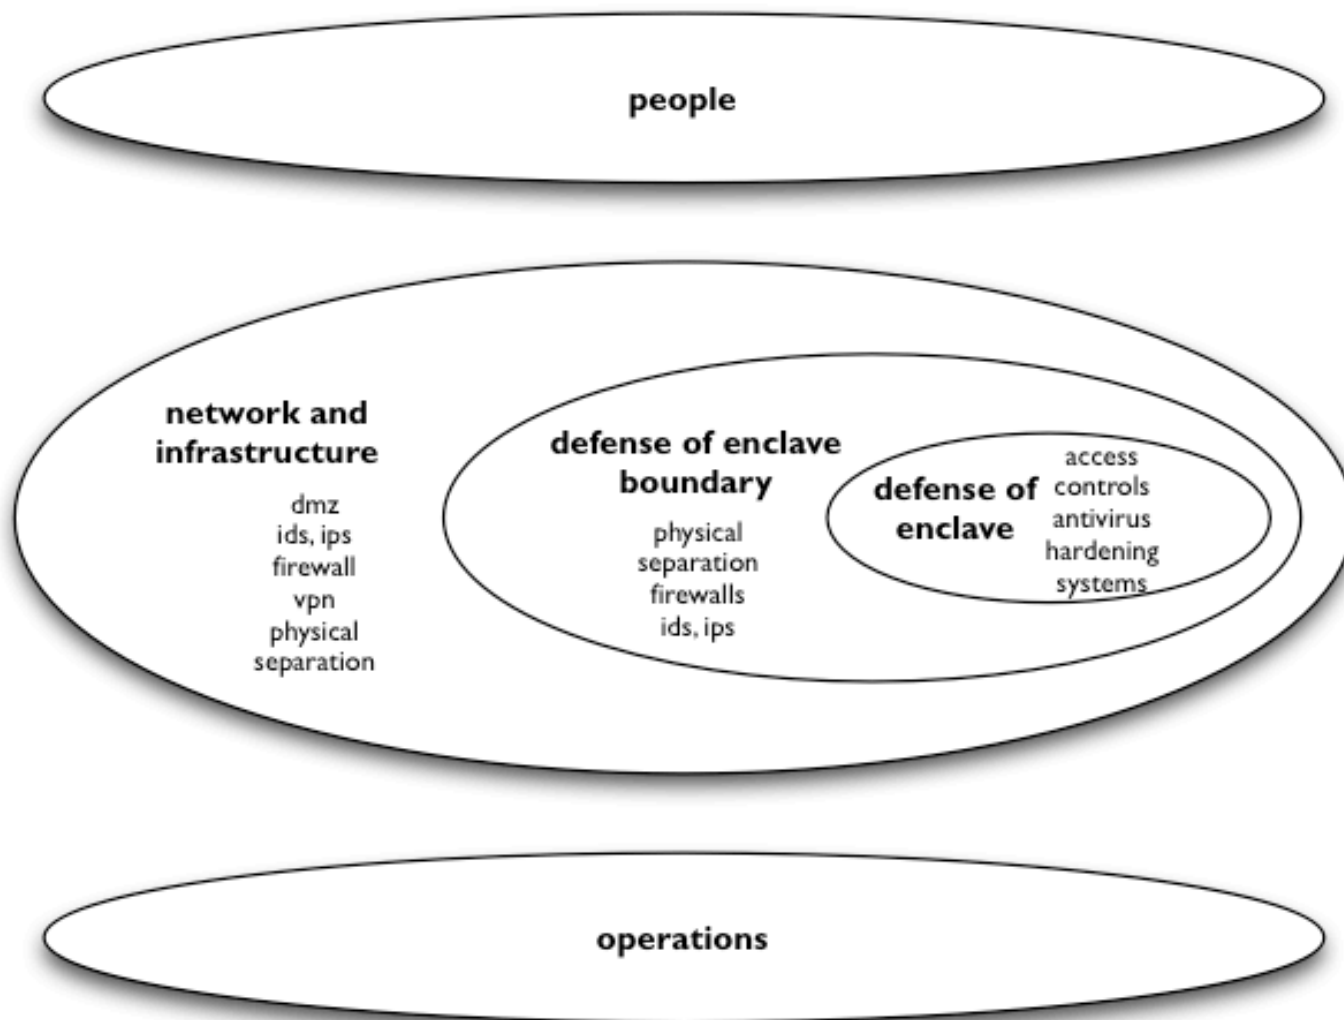 people
network and
infrastructure
dmz
ids, ips
firewall
vpn
physical
separation
defense of enclave
boundary
physical
separation
firewalls
ids, ips
defense of
enclave
access
controls
antivirus
hardening
systems
operations